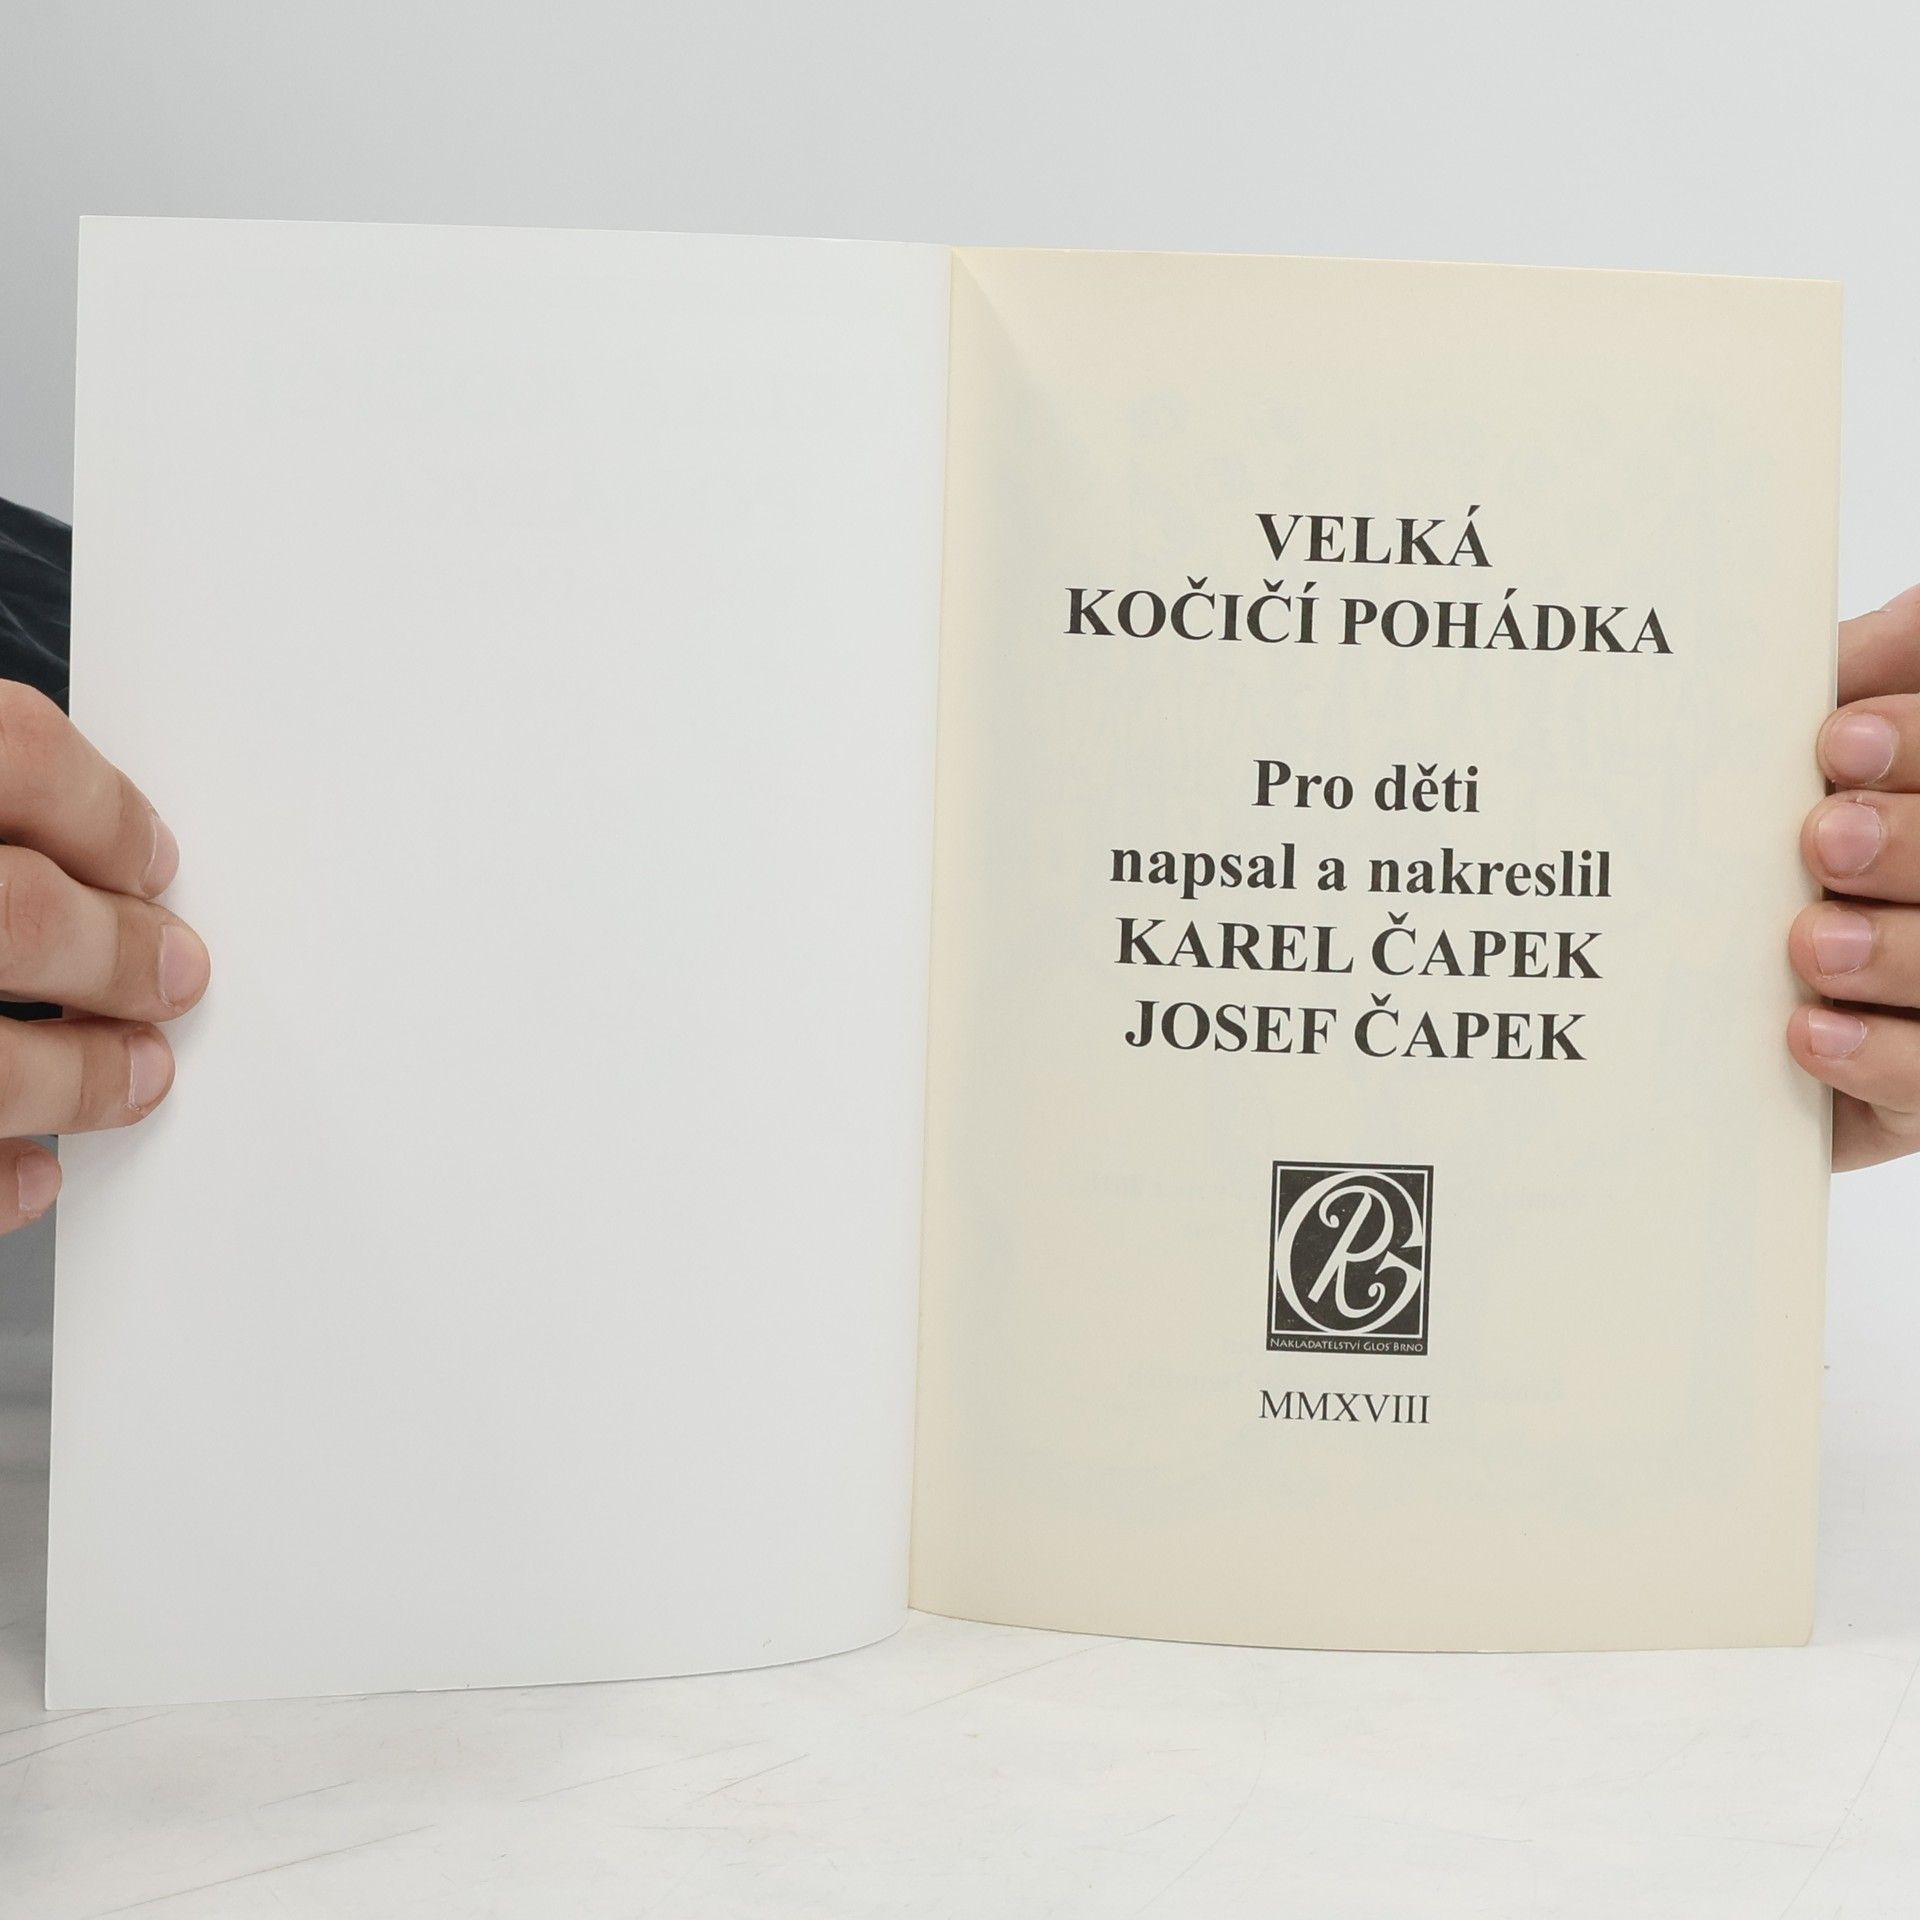 VELKÁ
KOČIČÍ POHÁDKA
Pro děti
napsal a nakreslil
KAREL ČAPEK
JOSEF ČAPEK
NAKLADATELSTVÍ GLOS BRNO
MMXVIII